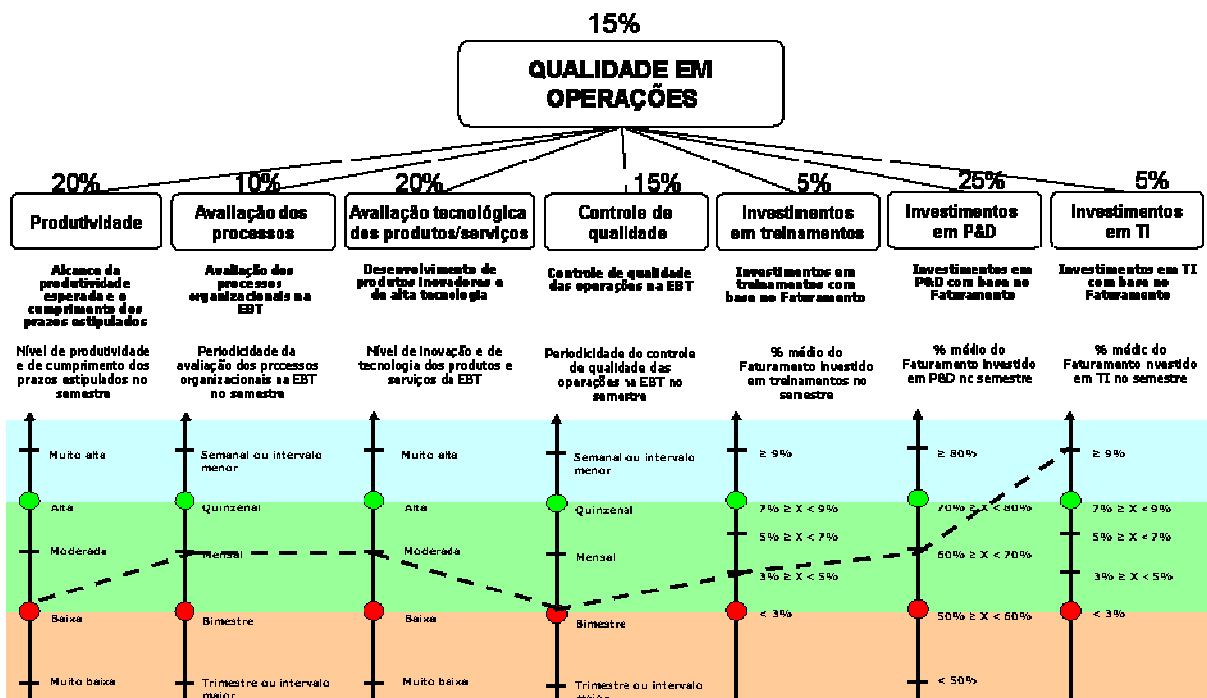 15%
QUALIDADE EM
OPERAÇÕES
20%
10%
20%
15%
5%
25%
5%
Produtividade
Avaliação dos
processos
Avaliação tecnológica
dos produtos/serviços
Controle de
qualidade
Investimentos
em treinamentos
Investimentos
em P&D
Investimentos
em TI
Alcance da
produtividade
esperada e o
cumprimento dos
prazos estipulados
Avaliação dos
processos
organizacionais na
EBT
Desenvolvimento de
produtos inovadores e
de alta tecnologia
Controle de qualidade
das operações na EBT
Investimentos em
treinamentos com
base no Faturamento
Investimentos em
P&D com base no
Faturamento
Investimentos em TI
com base no
Faturamento
Nível de produtividade
e de cumprimento dos
prazos estipulados no
semestre
Periodicidade da
avaliação dos processos
organizacionais na EBT
no semestre
Nível de inovação e de
tecnologia dos produtos e
serviços da EBT
Periodicidade do controle
de qualidade das
operações na EBT no
semestre
% médio do
Faturamento investido
em treinamentos no
semestre
% médio do
Faturamento investido
em P&D no semestre
% médio do
Faturamento investido
em TI no semestre
Muito alta
Alta
Moderada
Baixa
Muito baixa
Semanal ou intervalo
menor
Quinzenal
Mensal
Bimestre
Trimestre ou intervalo
maior
Muito alta
Moderada
Baixa
Muito baixa
Semanal ou intervalo
menor
Quinzenal
Mensal
Bimestre
Trimestre ou intervalo
≥ 9%
7% ≥ X < 9%
5% ≥ X < 7%
3% ≥ X < 5%
< 3%
≥ 80%
70% ≥ X < 80%
60% ≥ X < 70%
50% ≥ X < 60%
< 50%
≥ 9%
7% ≥ X < 9%
5% ≥ X < 7%
3% ≥ X < 5%
< 3%